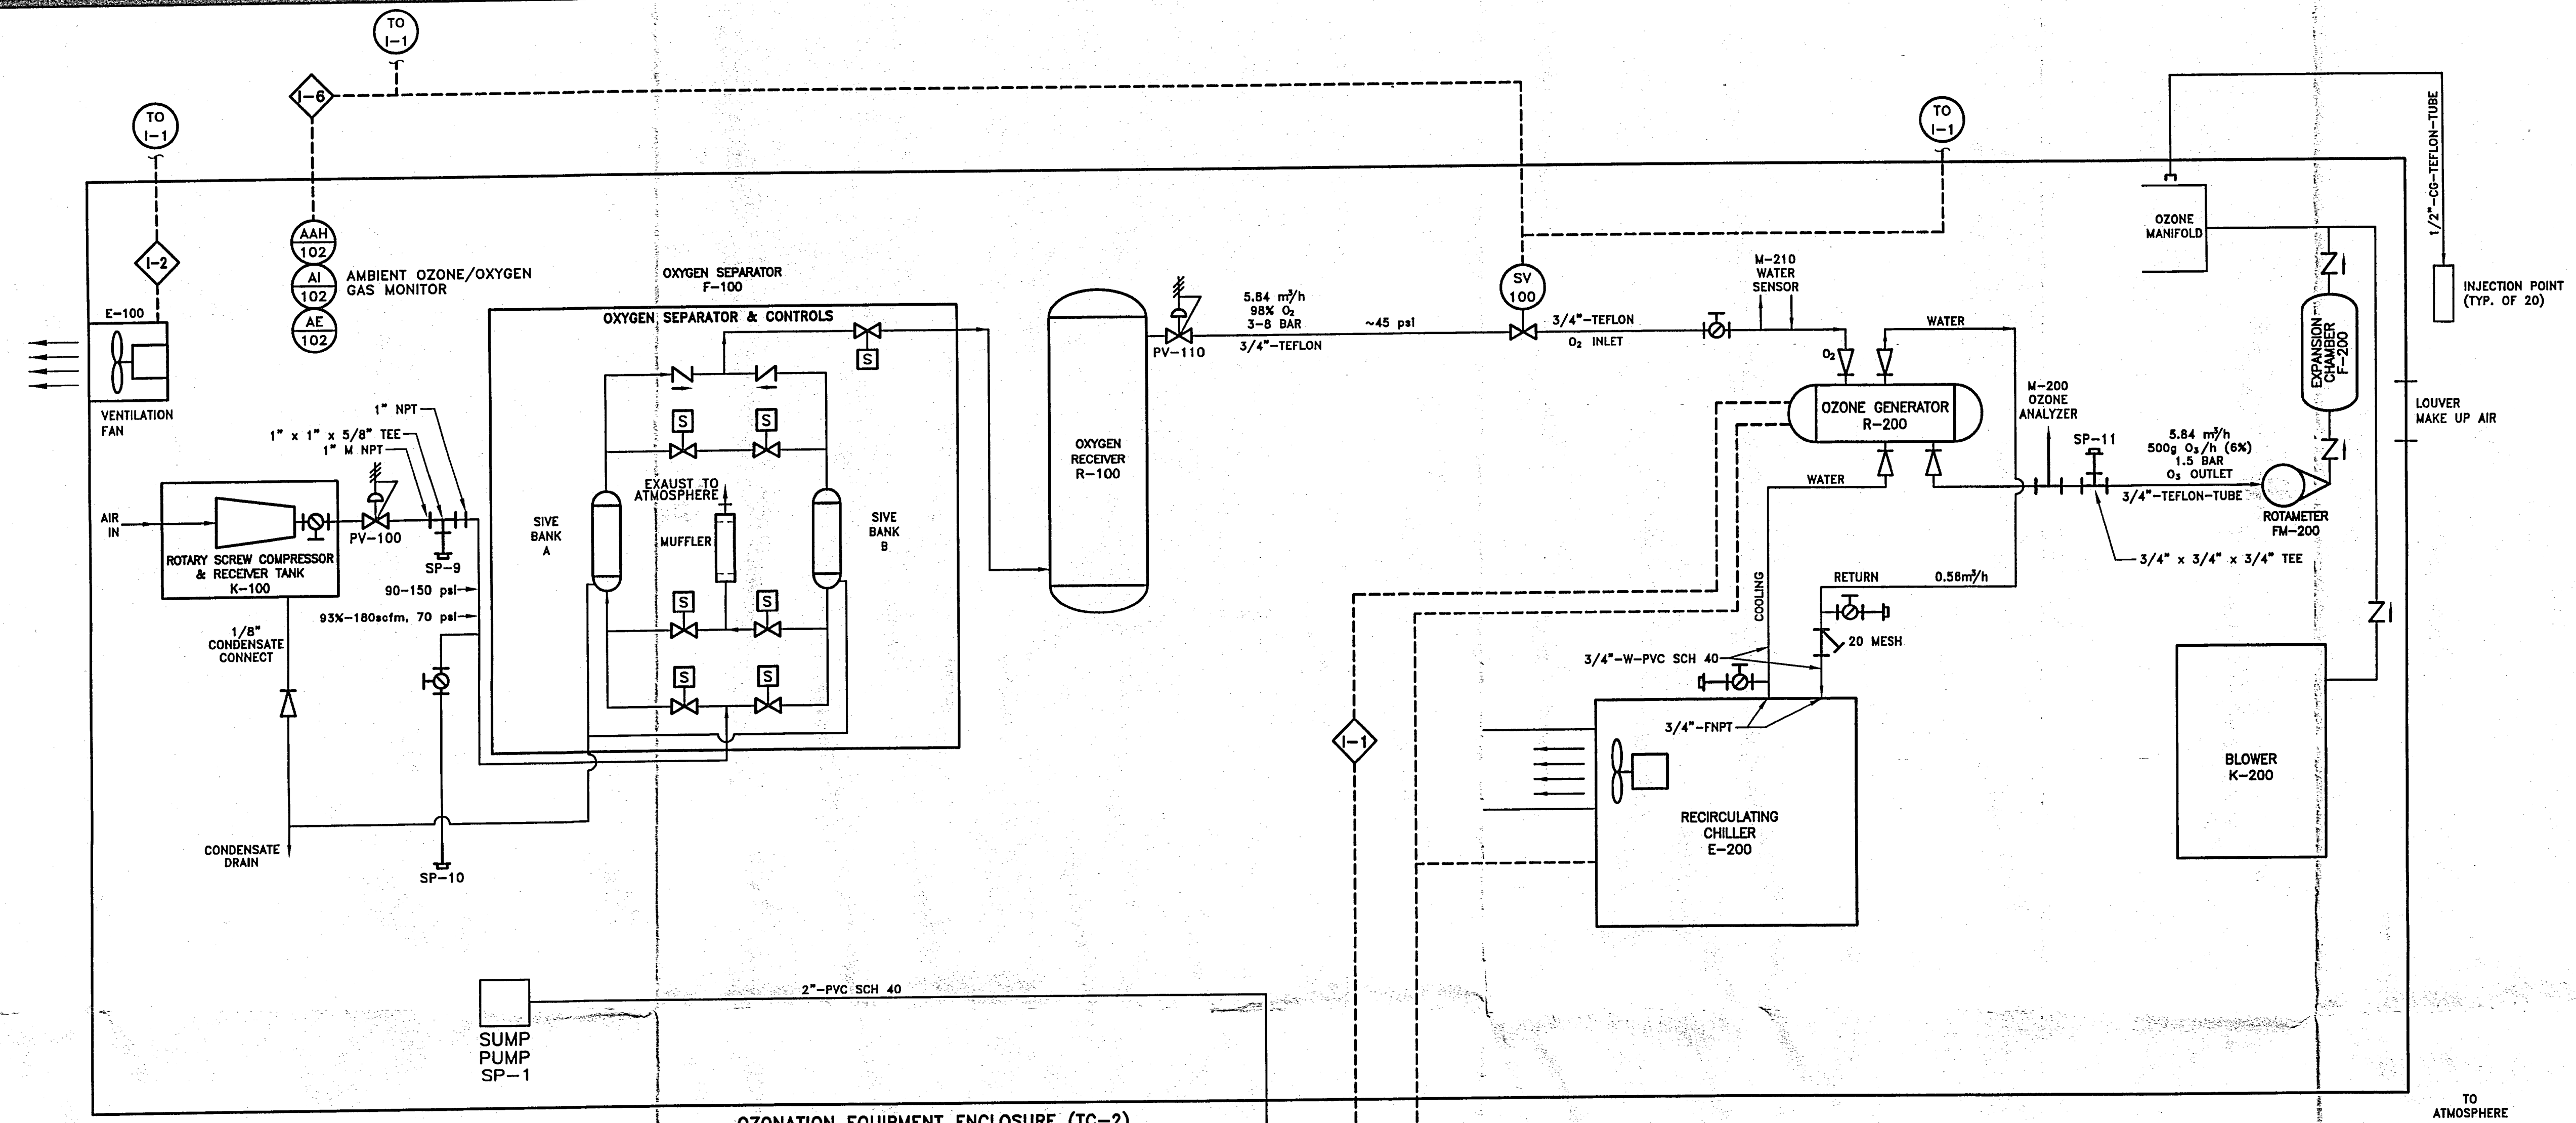 TO
I-1
I-6
TO
I-1
TO
I-1
1/2"-CG-TEFLON-TUBE
I-2
AAH
102
AI
102
AE
102
AMBIENT OZONE/OXYGEN
GAS MONITOR
E-100
VENTILATION
FAN
OXYGEN SEPARATOR
F-100
OXYGEN SEPARATOR & CONTROLS
S
S
S
EXAUST TO
ATMOSPHERE
SIVE
BANK
A
MUFFLER
SIVE
BANK
B
S
S
S
S
1" NPT
1" x 1" x 5/8" TEE
1" M NPT
AIR
IN
PV-100
SP-9
ROTARY SCREW COMPRESSOR
& RECEIVER TANK
K-100
90-150 psi
93%-180scfm, 70 psi
1/8"
CONDENSATE
CONNECT
CONDENSATE
DRAIN
SP-10
OXYGEN
RECEIVER
R-100
PV-110
5.84 m³/h
98% O₂
3-8 BAR
3/4"-TEFLON
~45 psi
SV
100
3/4"-TEFLON
O₂ INLET
M-210
WATER
SENSOR
O₂
WATER
OZONE GENERATOR
R-200
WATER
COOLING
RETURN
0.56m³/h
20 MESH
3/4"-W-PVC SCH 40
3/4"-FNPT
I-1
RECIRCULATING
CHILLER
E-200
M-200
OZONE
ANALYZER
SP-11
5.84 m³/h
500g O₃/h (6%)
1.5 BAR
O₃ OUTLET
3/4"-TEFLON-TUBE
3/4" x 3/4" x 3/4" TEE
ROTAMETER
FM-200
OZONE
MANIFOLD
EXPANSION
CHAMBER
F-200
INJECTION POINT
(TYP. OF 20)
LOUVER
MAKE UP AIR
BLOWER
K-200
SUMP
PUMP
SP-1
2"-PVC SCH 40
OZONATION EQUIPMENT ENCLOSURE (TC-2)
TO
ATMOSPHERE